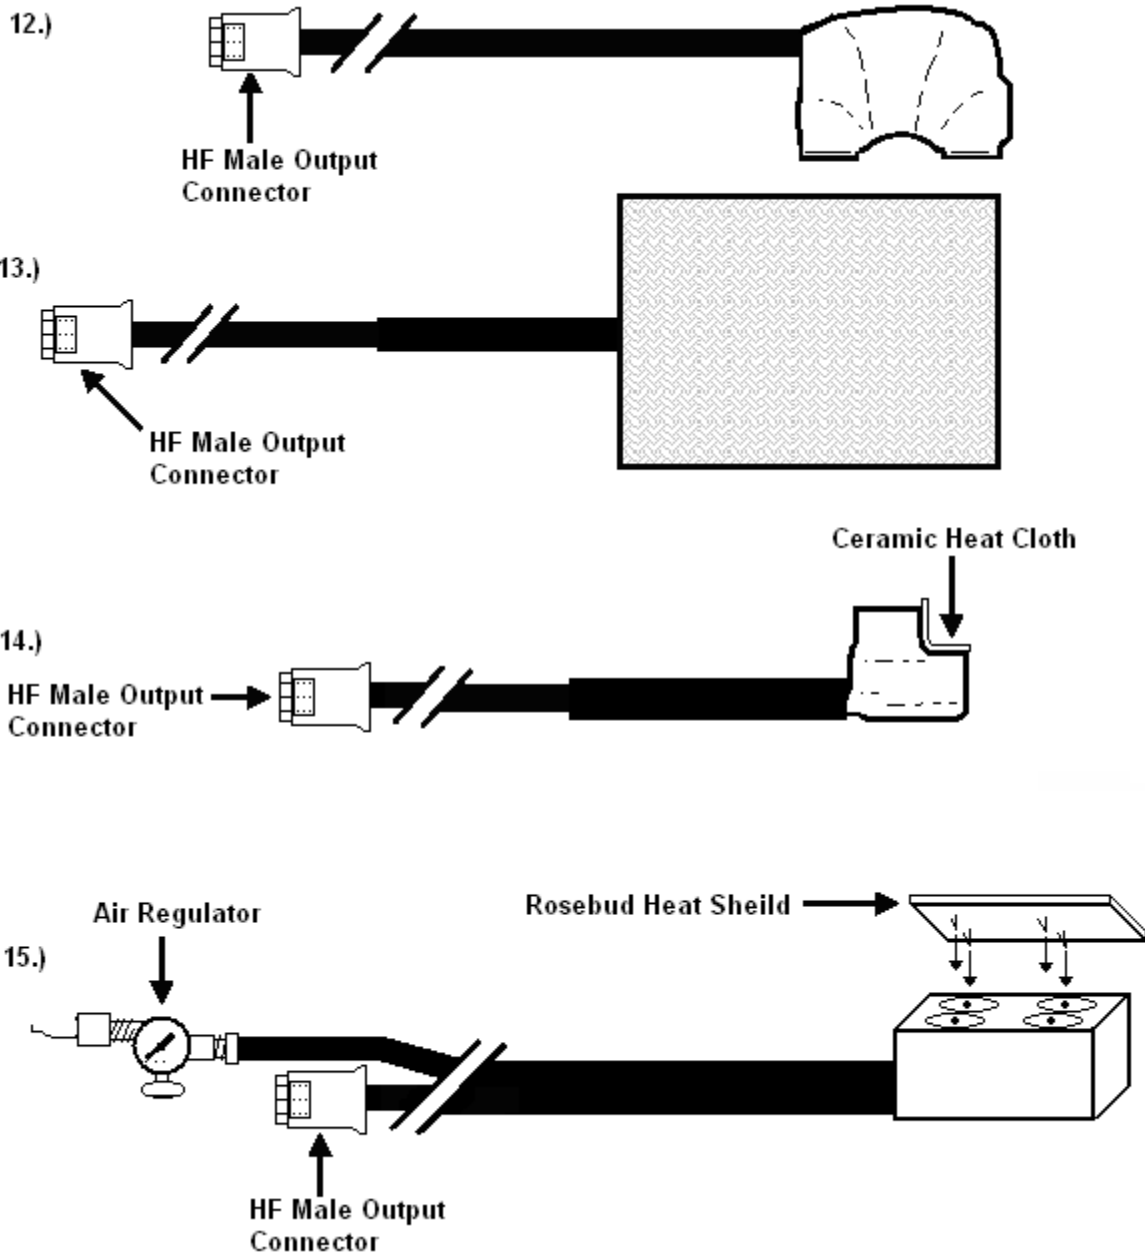 12.)
HF Male Output
Connector
13.)
HF Male Output
Connector
Ceramic Heat Cloth
14.)
HF Male Output
Connector
Air Regulator
Rosebud Heat Sheild
15.)
HF Male Output
Connector